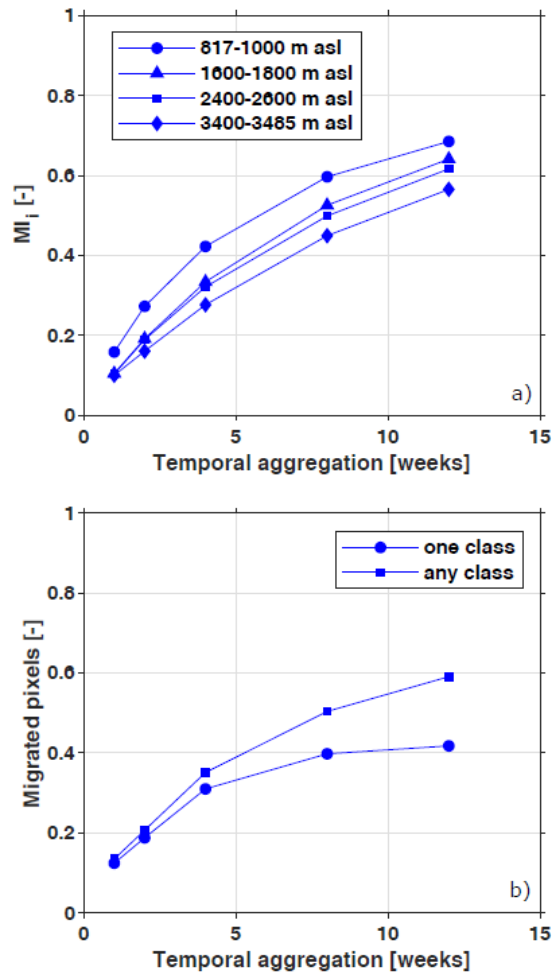 1
817-1000 m asl
1600-1800 m asl
2400-2600 m asl
3400-3485 m asl
0.8
0.6
0.4
0.2
0
MIi [-]
a)
0 5 10 15
Temporal aggregation [weeks]
1
one class
any class
0.8
0.6
0.4
0.2
0
Migrated pixels [-]
b)
0 5 10 15
Temporal aggregation [weeks]